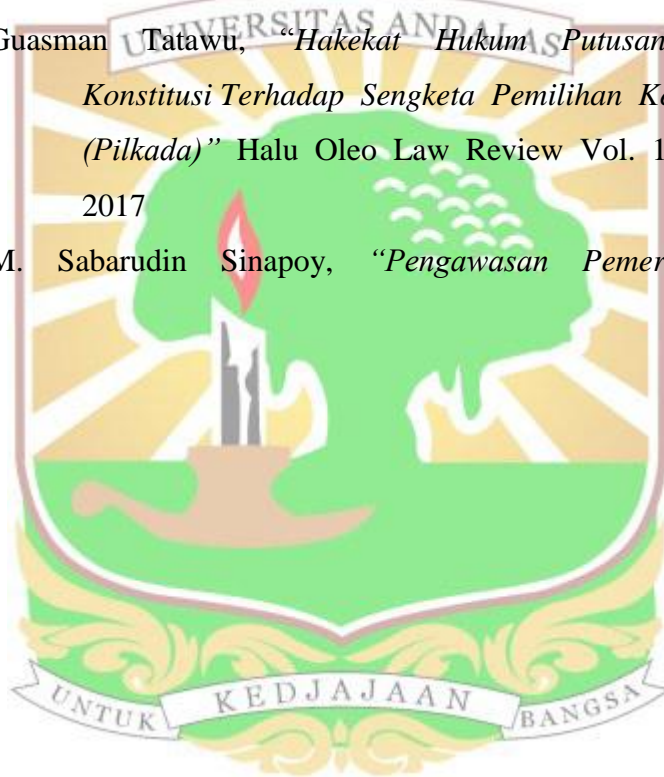 UNIVERSITAS ANDALAS
Guasman Tatawu, “Hakekat Hukum Putusan
Konstitusi Terhadap Sengketa Pemilihan
(Pilkada)” Halu Oleo Law Review Vol. 1
2017
M. Sabarudin Sinapoy, “Pengawasan
UNTUK KEDJAJAAN BANGSA